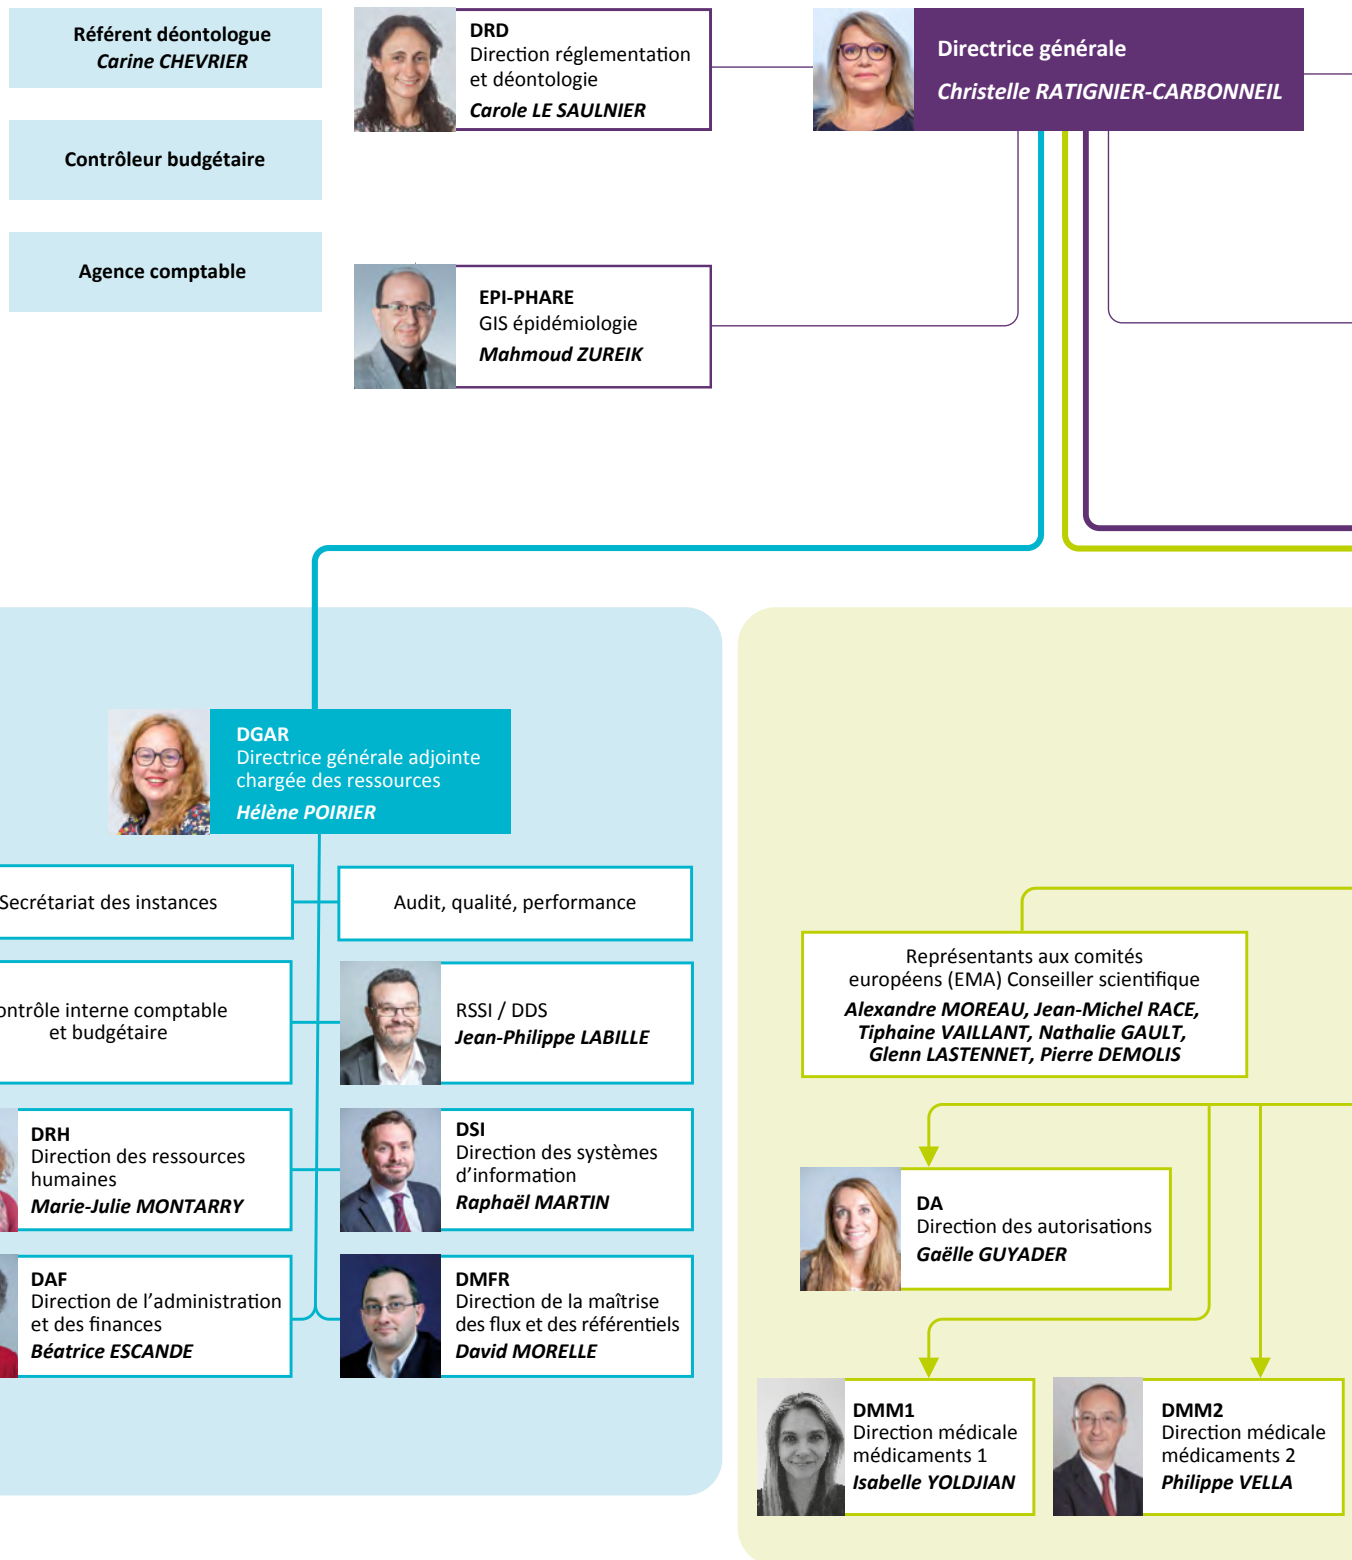 Référent déontologue
Carine CHEVRIER
Contrôleur budgétaire
Agence comptable
DRD
Direction réglementation
et déontologie
Carole LE SAULNIER
Directrice générale
Christelle RATIGNIER-CARBONNEIL
EPI-PHARE
GIS épidémiologie
Mahmoud ZUREIK
DGAR
Directrice générale adjointe
chargée des ressources
Hélène POIRIER
Secrétariat des instances
Audit, qualité, performance
ontrôle interne comptable
et budgétaire
RSSI / DDS
Jean-Philippe LABILLE
DRH
Direction des ressources
humaines
Marie-Julie MONTARRY
DSI
Direction des systèmes
d'information
Raphaël MARTIN
DAF
Direction de l'administration
et des finances
Béatrice ESCANDE
DMFR
Direction de la maîtrise
des flux et des référentiels
David MORELLE
Représentants aux comités
européens (EMA) Conseiller scientifique
Alexandre MOREAU, Jean-Michel RACE,
Tiphaine VAILLANT, Nathalie GAULT,
Glenn LASTENNET, Pierre DEMOLIS
DA
Direction des autorisations
Gaëlle GUYADER
DMM1
Direction médicale
médicaments 1
Isabelle YOLDJIAN
DMM2
Direction médicale
médicaments 2
Philippe VELLA